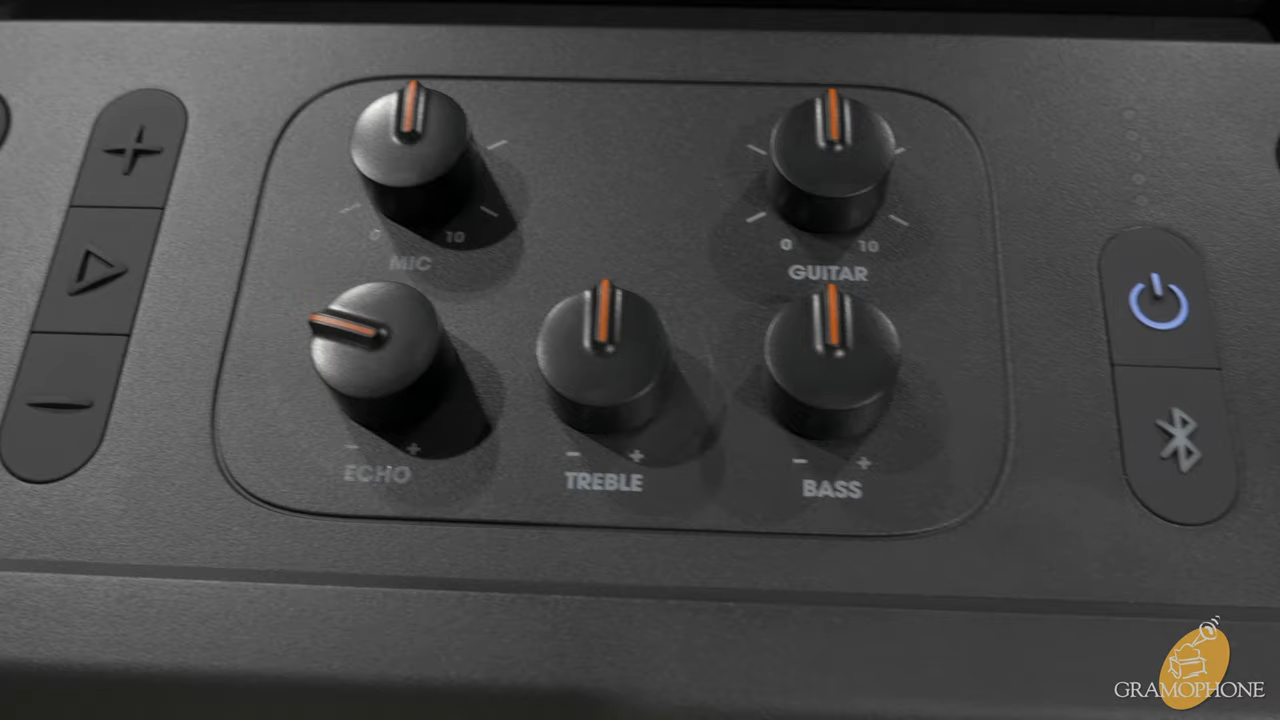 0 10
MIC
0 10
GUITAR
- +
ECHO
- +
TREBLE
- +
BASS
GRAMOPHONE